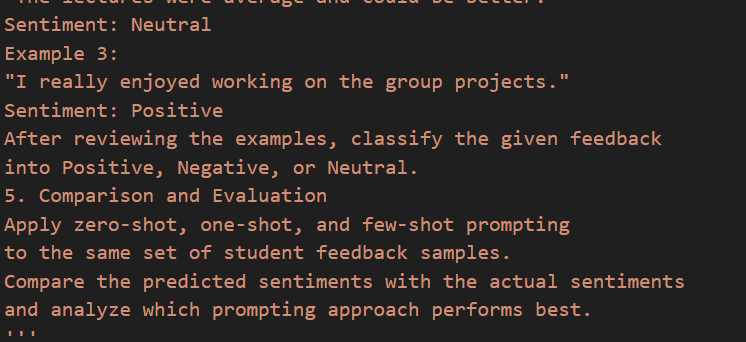 "The lectures were average and could be better."
Sentiment: Neutral
Example 3:
"I really enjoyed working on the group projects."
Sentiment: Positive
After reviewing the examples, classify the given feedback
into Positive, Negative, or Neutral.
5. Comparison and Evaluation
Apply zero-shot, one-shot, and few-shot prompting
to the same set of student feedback samples.
Compare the predicted sentiments with the actual sentiments
and analyze which prompting approach performs best.
'''